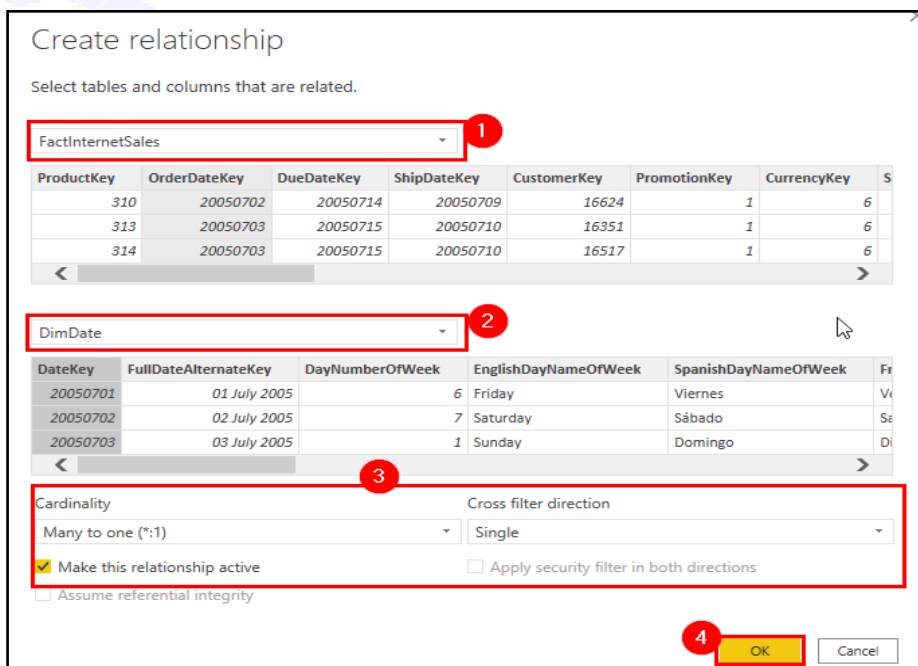 Create relationship
Select tables and columns that are related.
FactInternetSales
1
ProductKey OrderDateKey DueDateKey ShipDateKey CustomerKey PromotionKey CurrencyKey S
310 20050702 20050714 20050709 16624 1 6
313 20050703 20050715 20050710 16351 1 6
314 20050703 20050715 20050710 16517 1 6
DimDate
2
DateKey FullDateAlternateKey DayNumberOfWeek EnglishDayNameOfWeek SpanishDayNameOfWeek Fr
20050701 01 July 2005 6 Friday Viernes
20050702 02 July 2005 7 Saturday Sábado
20050703 03 July 2005 1 Sunday Domingo
3
Cardinality Cross filter direction
Many to one (*:1) Single
Make this relationship active Apply security filter in both directions
Assume referential integrity
4
OK Cancel